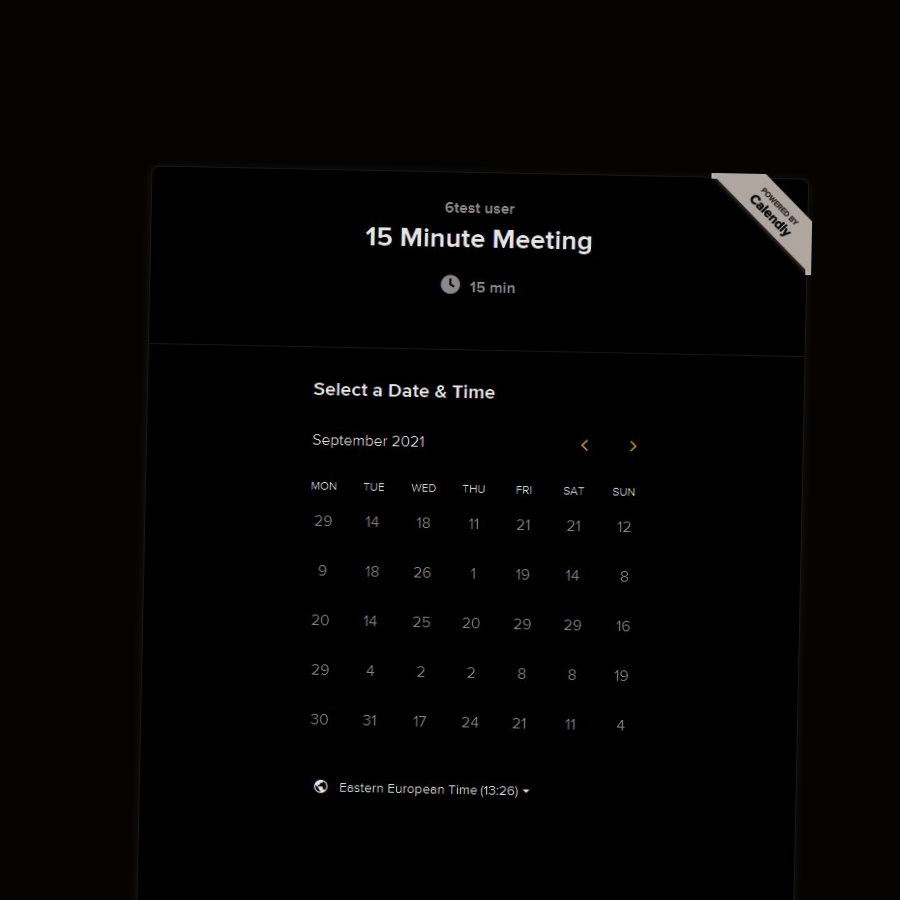 POWERED BY
Calendly
6test user
15 Minute Meeting
15 min
Select a Date & Time
September 2021
MON TUE WED THU FRI SAT SUN
29 14 18 11 21 21 12
9 18 26 1 19 14 8
20 14 25 20 29 29 16
29 4 2 2 8 8 19
30 31 17 24 21 11 4
Eastern European Time (13:26)